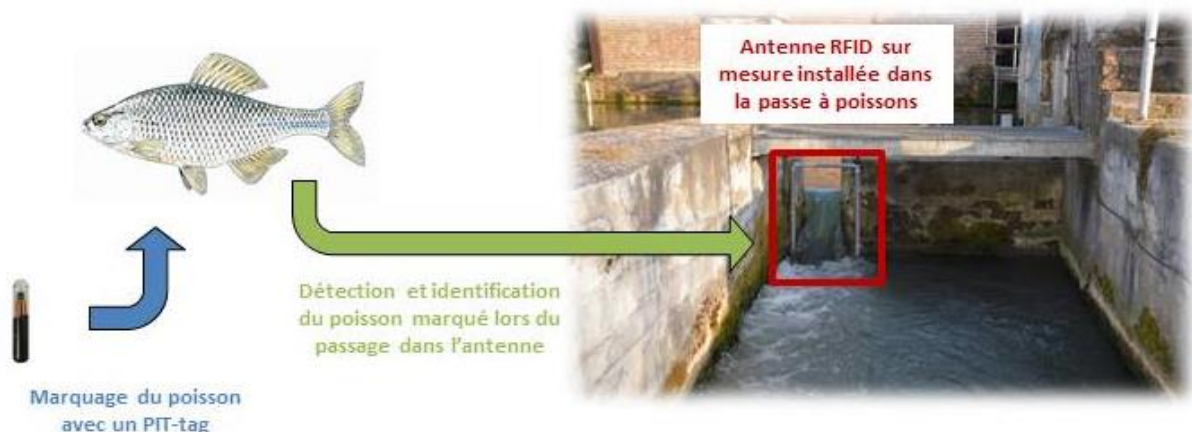 Antenne RFID sur
mesure installée dans
la passe à poissons
Détection et identification
du poisson marqué lors du
passage dans l'antenne
Marquage du poisson
avec un PIT-tag